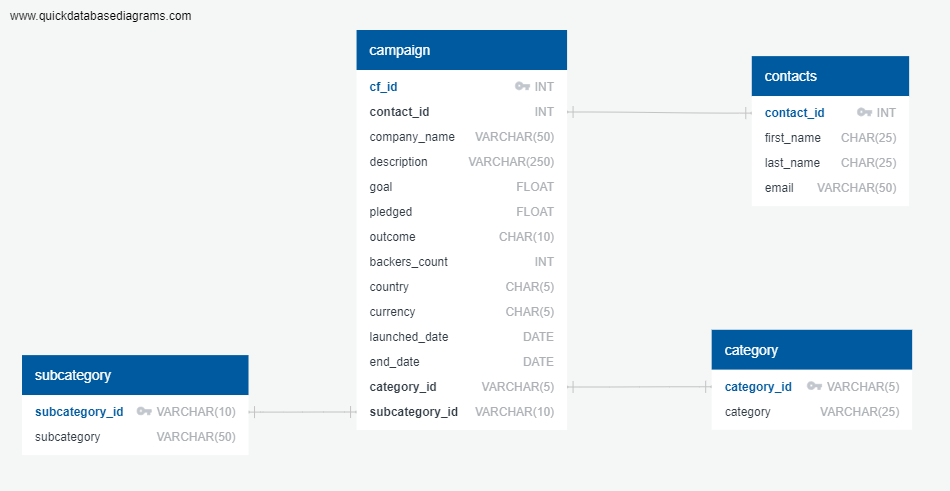 www.quickdatabasediagrams.com
campaign
cf_id INT
contact_id INT
company_name VARCHAR(50)
description VARCHAR(250)
goal FLOAT
pledged FLOAT
outcome CHAR(10)
backers_count INT
country CHAR(5)
currency CHAR(5)
launched_date DATE
end_date DATE
category_id VARCHAR(5)
subcategory_id VARCHAR(10)
contacts
contact_id INT
first_name CHAR(25)
last_name CHAR(25)
email VARCHAR(50)
subcategory
subcategory_id VARCHAR(10)
subcategory VARCHAR(50)
category
category_id VARCHAR(5)
category VARCHAR(25)